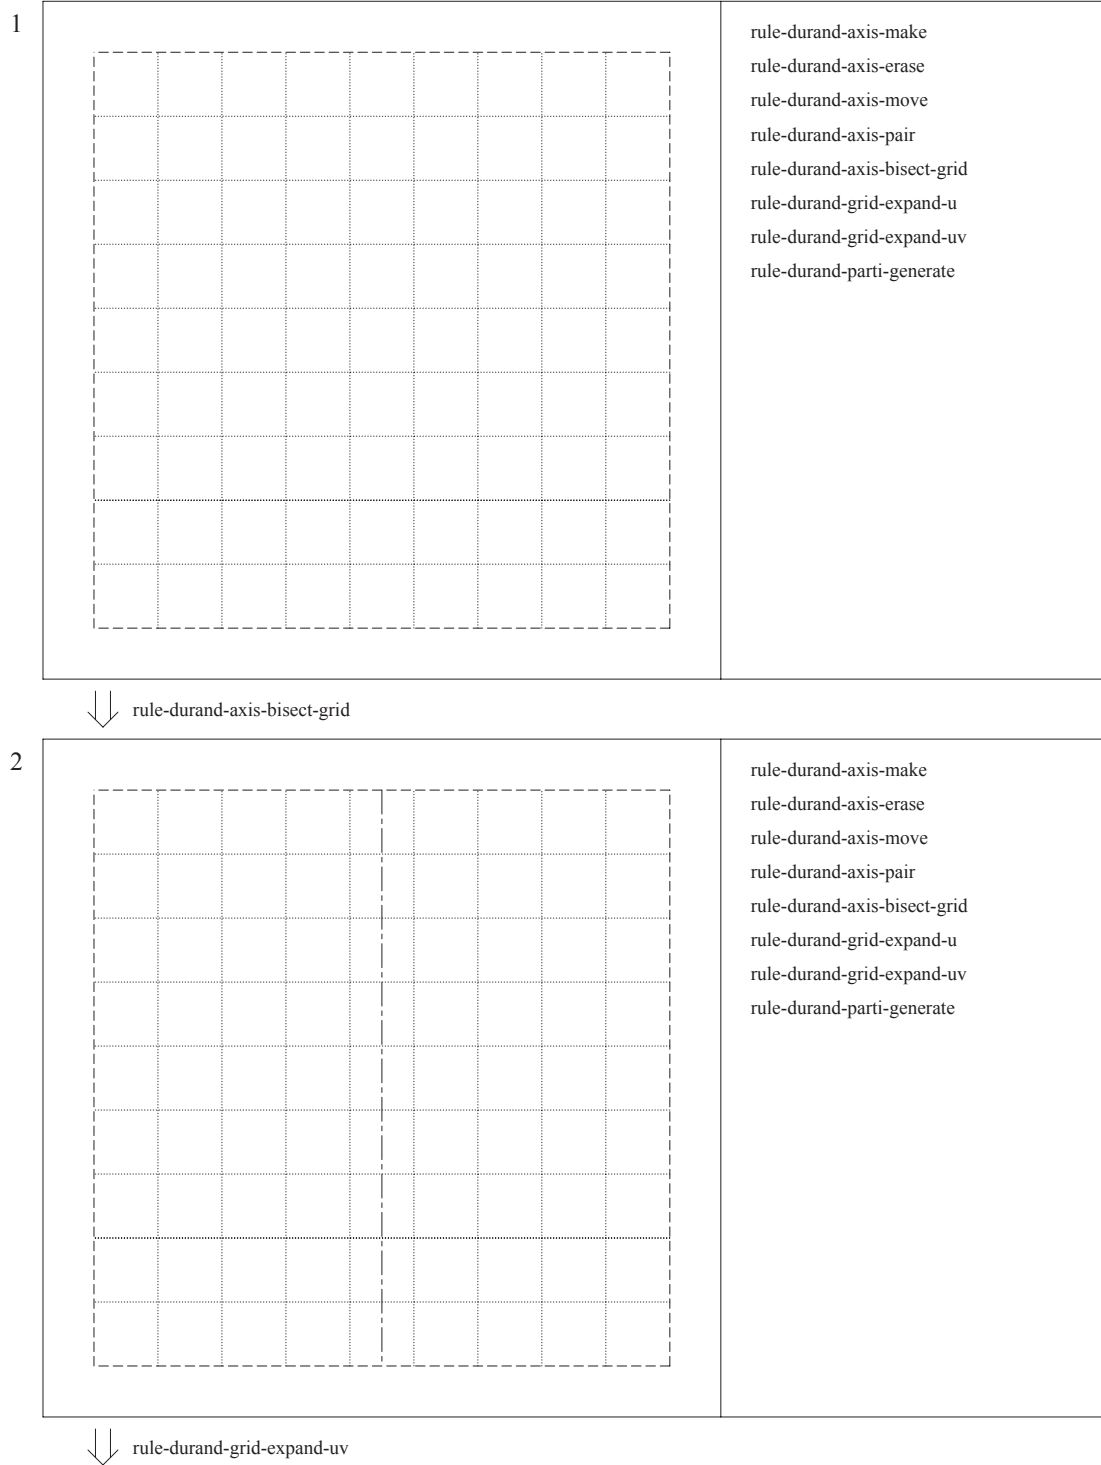 1
rule-durand-axis-make
rule-durand-axis-erase
rule-durand-axis-move
rule-durand-axis-pair
rule-durand-axis-bisect-grid
rule-durand-grid-expand-u
rule-durand-grid-expand-uv
rule-durand-parti-generate
rule-durand-axis-bisect-grid
2
rule-durand-axis-make
rule-durand-axis-erase
rule-durand-axis-move
rule-durand-axis-pair
rule-durand-axis-bisect-grid
rule-durand-grid-expand-u
rule-durand-grid-expand-uv
rule-durand-parti-generate
rule-durand-grid-expand-uv